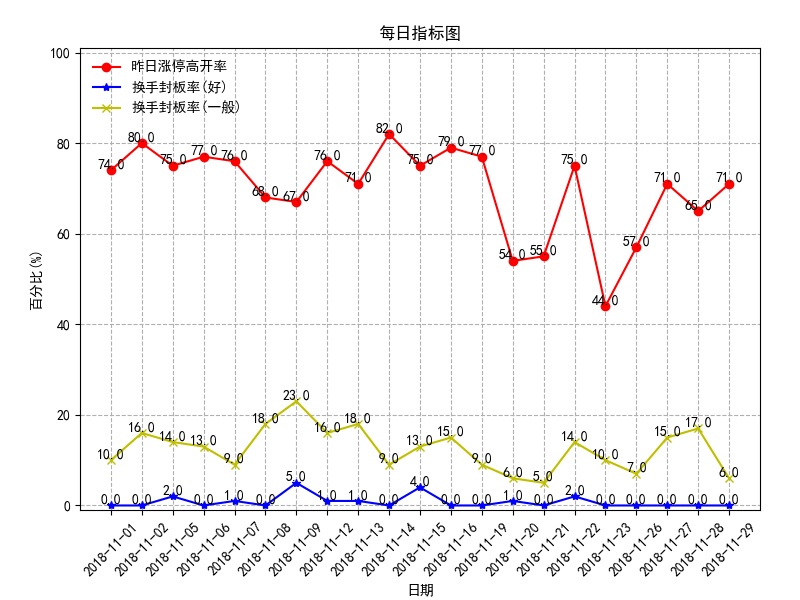 每日指标图
昨日涨停高开率
换手封板率(好)
换手封板率(一般)
百分比(%)
100
80
60
40
20
0
74.0 80.0 75.0 77.0 76.0 68.0 67.0 76.0 71.0 82.0 75.0 79.0 77.0 54.0 55.0 75.0 44.0 57.0 71.0 65.0 71.0
10.0 16.0 14.0 13.0 9.0 18.0 23.0 16.0 18.0 9.0 13.0 15.0 9.0 6.0 5.0 14.0 10.0 7.0 15.0 17.0 6.0
0.0 0.0 2.0 0.0 1.0 0.0 5.0 1.0 1.0 0.0 4.0 0.0 0.0 1.0 0.0 2.0 0.0 0.0 0.0 0.0 0.0
2018-11-01 2018-11-02 2018-11-05 2018-11-06 2018-11-07 2018-11-08 2018-11-09 2018-11-12 2018-11-13 2018-11-14 2018-11-15 2018-11-16 2018-11-19 2018-11-20 2018-11-21 2018-11-22 2018-11-23 2018-11-26 2018-11-27 2018-11-28 2018-11-29
日期